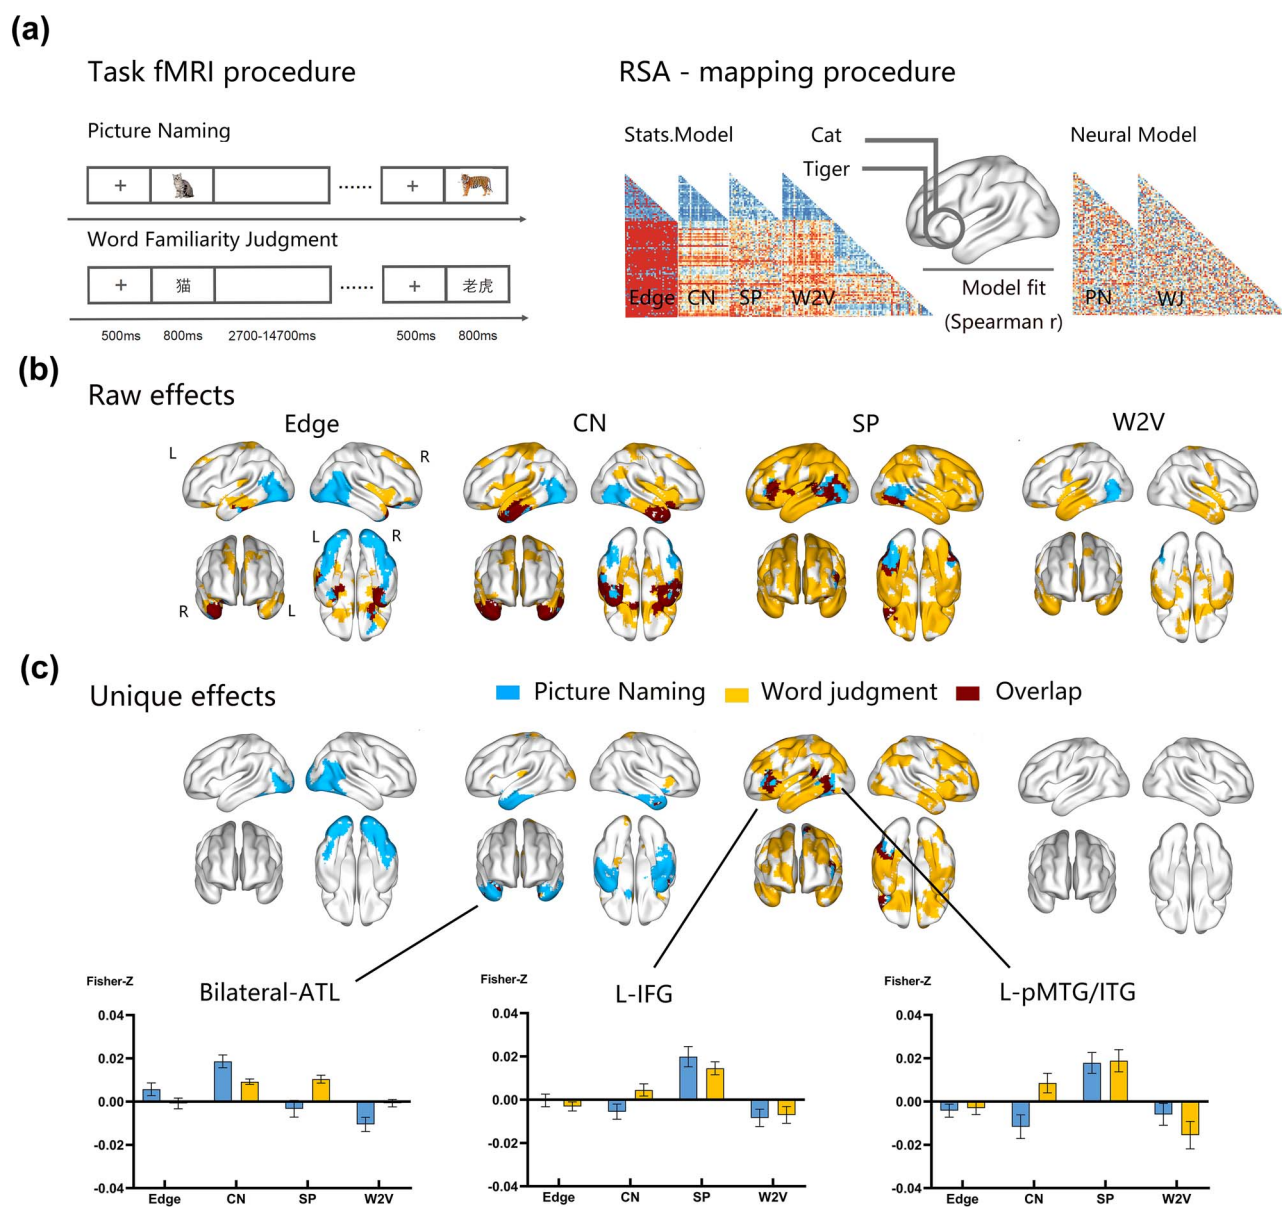 (a)
Task fMRI procedure
RSA - mapping procedure
Picture Naming
+
......
+
Word Familiarity Judgment
+ 猫
......
+ 老虎
500ms 800ms 2700-14700ms 500ms 800ms
Stats.Model
Cat
Tiger
Neural Model
Edge CN SP W2V
Model fit
(Spearman r)
PN WJ
(b)
Raw effects
Edge CN SP W2V
L R
L R
R L
(c)
Unique effects
Picture Naming Word judgment Overlap
Fisher-Z
Bilateral-ATL
0.04
0.02
0.00
-0.02
-0.04
Edge CN SP W2V
Fisher-Z
L-IFG
0.04
0.02
0.00
-0.02
-0.04
Edge CN SP W2V
Fisher-Z
L-pMTG/ITG
0.04
0.02
0.00
-0.02
-0.04
Edge CN SP W2V